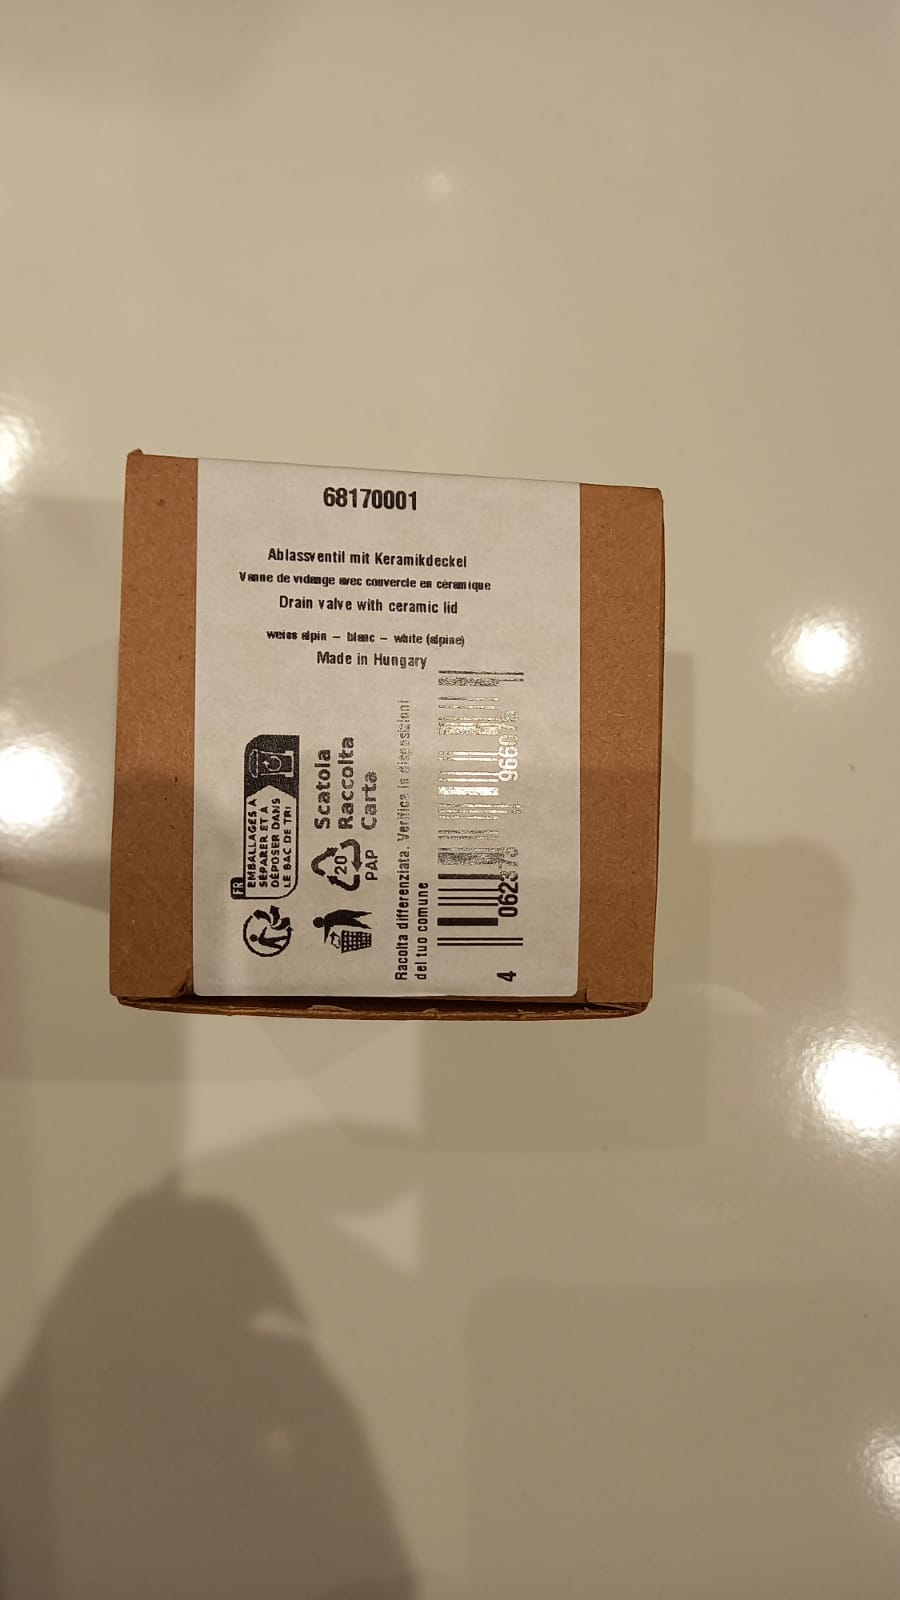 68170001
Ablassventil mit Keramikdeckel
Vanne de vidange avec couvercle en céramique
Drain valve with ceramic lid
weiss alpin – blanc – white (alpine)
Made in Hungary
FR
EMBALLAGES À
SÉPARER ET À
DÉPOSER DANS
LE BAC DE TRI
20
PAP
Scatola
Raccolta
Carta
Racolta differenziata. Verifica le disposizioni
del tuo comune
4